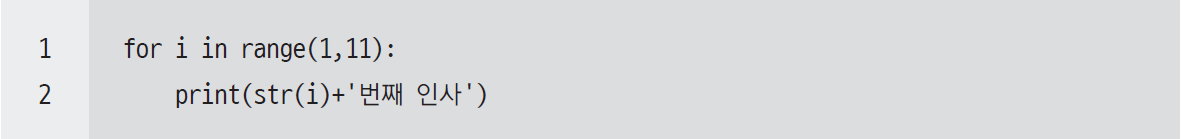 1 for i in range(1,11):
2     print(str(i)+'번째 인사')